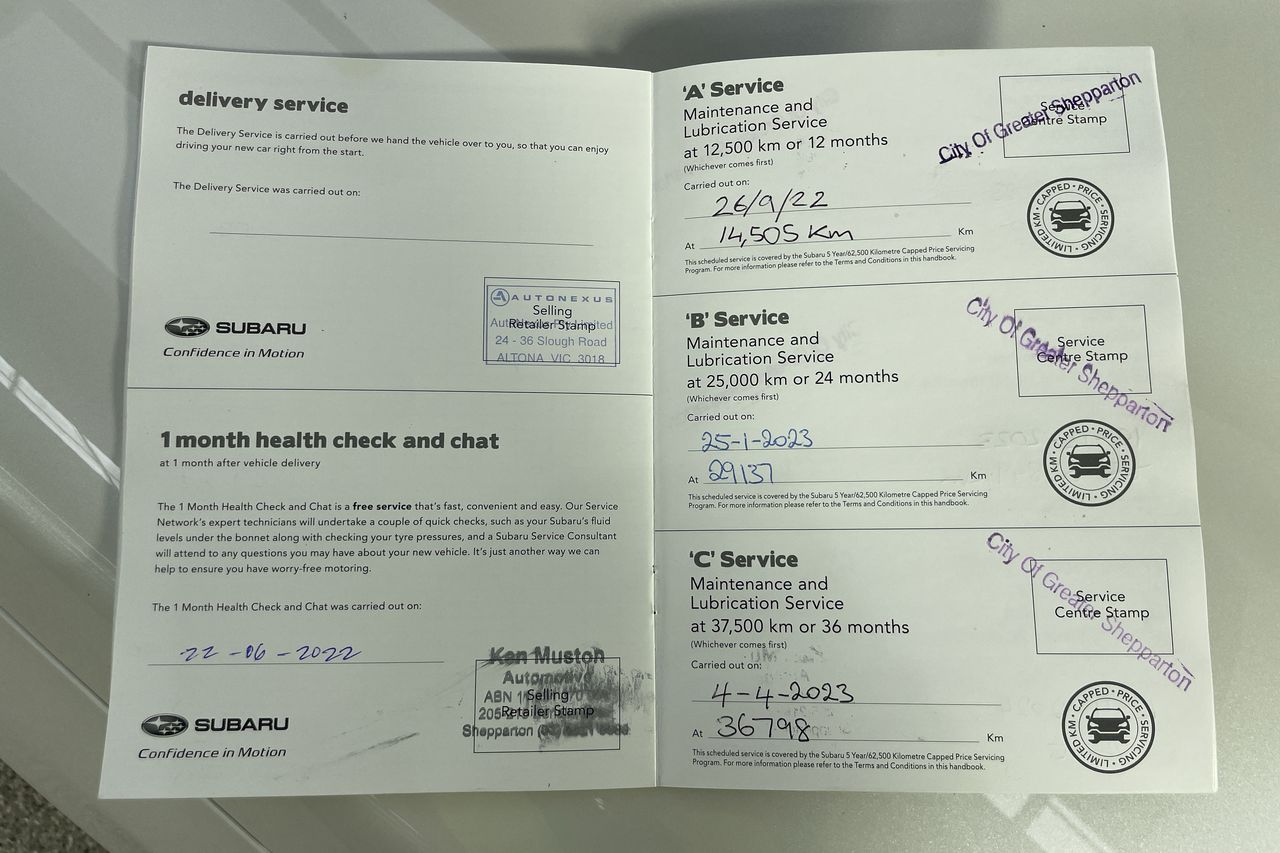 delivery service
The Delivery Service is carried out before we hand the vehicle over to you, so that you can enjoy
driving your new car right from the start.
The Delivery Service was carried out on:
AUTONEXUS
Selling
Retailer Stamp
Limited
24 - 36 Slough Road
ALTONA VIC 3018
SUBARU
Confidence in Motion
1 month health check and chat
at 1 month after vehicle delivery
The 1 Month Health Check and Chat is a free service that's fast, convenient and easy. Our Service
Network's expert technicians will undertake a couple of quick checks, such as your Subaru's fluid
levels under the bonnet along with checking your tyre pressures, and a Subaru Service Consultant
will attend to any questions you may have about your new vehicle. It's just another way we can
help to ensure you have worry-free motoring.
The 1 Month Health Check and Chat was carried out on:
22-06-2022
Ken Muston
Automotive
ABN
Selling
Retailer Stamp
Shepparton
SUBARU
Confidence in Motion
'A' Service
Maintenance and
Lubrication Service
at 12,500 km or 12 months
(Whichever comes first)
Service
Centre Stamp
City Of Greater Shepparton
Carried out on:
26/9/22
At 14,505 Km Km
This scheduled service is covered by the Subaru 5 Year/62,500 Kilometre Capped Price Servicing
Program. For more information please refer to the Terms and Conditions in this handbook.
CAPPED • PRICE • SERVICING • LIMITED KM •
'B' Service
Maintenance and
Lubrication Service
at 25,000 km or 24 months
(Whichever comes first)
Service
Centre Stamp
City Of Greater Shepparton
Carried out on:
25-1-2023
At 29137 Km
This scheduled service is covered by the Subaru 5 Year/62,500 Kilometre Capped Price Servicing
Program. For more information please refer to the Terms and Conditions in this handbook.
CAPPED • PRICE • SERVICING • LIMITED KM •
'C' Service
Maintenance and
Lubrication Service
at 37,500 km or 36 months
(Whichever comes first)
Service
Centre Stamp
City Of Greater Shepparton
Carried out on:
4-4-2023
At 36798 Km
This scheduled service is covered by the Subaru 5 Year/62,500 Kilometre Capped Price Servicing
Program. For more information please refer to the Terms and Conditions in this handbook.
CAPPED • PRICE • SERVICING • LIMITED KM •